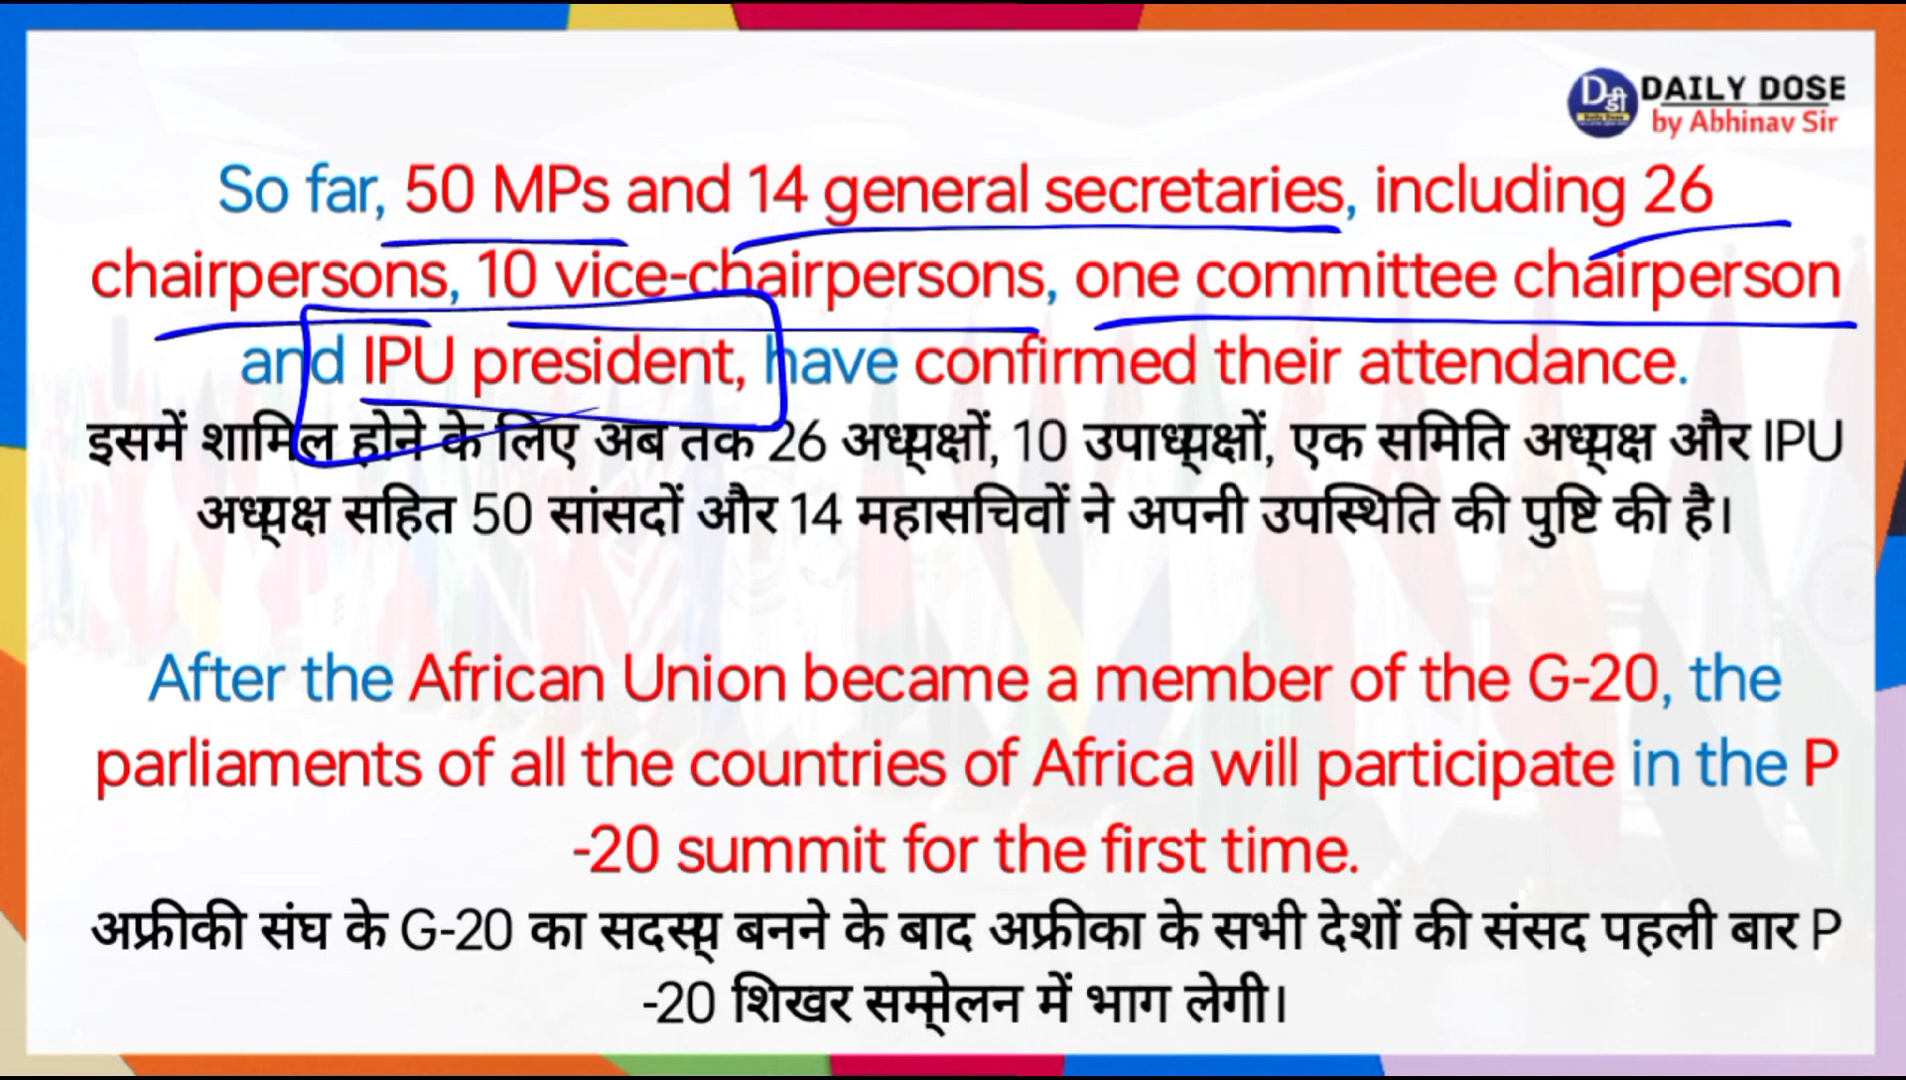 DAILY DOSE
by Abhinav Sir
So far, 50 MPs and 14 general secretaries, including 26
chairpersons, 10 vice-chairpersons, one committee chairperson
and IPU president, have confirmed their attendance.
इसमें शामिल होने के लिए अब तक 26 अध्यक्षों, 10 उपाध्यक्षों, एक समिति अध्यक्ष और IPU
अध्यक्ष सहित 50 सांसदों और 14 महासचिवों ने अपनी उपस्थिति की पुष्टि की है।
After the African Union became a member of the G-20, the
parliaments of all the countries of Africa will participate in the P
-20 summit for the first time.
अफ्रीकी संघ के G-20 का सदस्य बनने के बाद अफ्रीका के सभी देशों की संसद पहली बार P
-20 शिखर सम्मेलन में भाग लेगी।